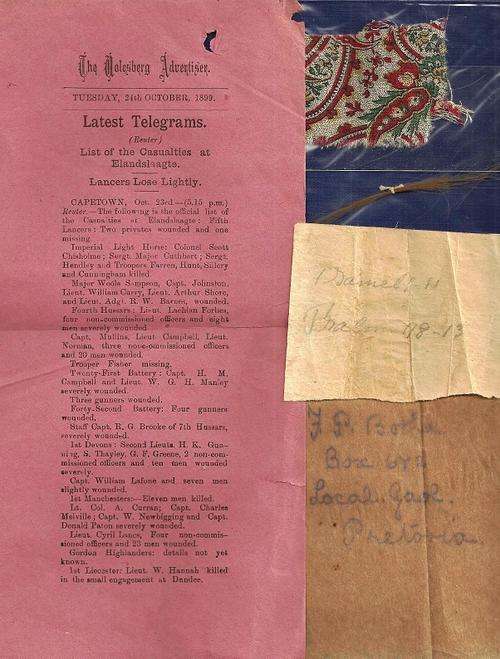 The Colesberg Advertiser.
TUESDAY, 24th OCTOBER, 1899.
Latest Telegrams.
(Reuter)
List of the Casualties at
Elandslaagte.
Lancers Lose Lightly.
CAPETOWN, Oct. 23rd—(5.15 p.m.)
Reuter.—The following is the official list of
the Casualties at Elandslaagte: Fifth
Lancers: Two privates wounded and one
missing.
Imperial Light Horse: Colonel Scott
Chisholme; Sergt. Major Cuthbert; Sergt.
Hendley and Troopers Farren, Hunt, Sillery
and Cunningham killed.
Major Wools Sampson, Capt. Johnston,
Lieut. William Curry, Lieut. Arthur Shore,
and Lieut. Adgt. R. W. Barnes, wounded.
Fourth Husaars: Lieut. Lachlan Forbes,
four non-commissioned officers and eight
men severely wounded
Capt. Mullins, Lieut Campbell, Lieut.
Norman, three non-commissioned officers
and 20 men wounded.
Trooper Fisher missing.
Twenty-First Battery: Capt. H. M.
Campbell and Lieut. W. G. H. Manley
severely wounded.
Three gunners wounded.
Forty-Second Battery: Four gunners
wounded.
Staff Capt. R. G. Brooke of 7th Hussars,
severely wounded.
1st Devons: Second Lieuts. H. K. Gun-
ning, S. Thayley, G. F. Greene, 2 non-com-
missioned officers and ten men wounded
severely.
Capt. William Lafone and seven men
slightly wounded.
1st Manchesters:—Eleven men killed.
Lt. Col. A. Curran; Capt. Charles
Melville; Capt. W. Newbigging and Capt.
Donald Paton severely wounded.
Lieut. Cyril Danks, Four non-commis-
sioned officers and 23 men wounded.
Gordon Highlanders: details not yet
known.
1st Liecester: Lieut. W. Hannah killed
in the small engagement at Dundee.
Box
Local Gaol
Pretoria